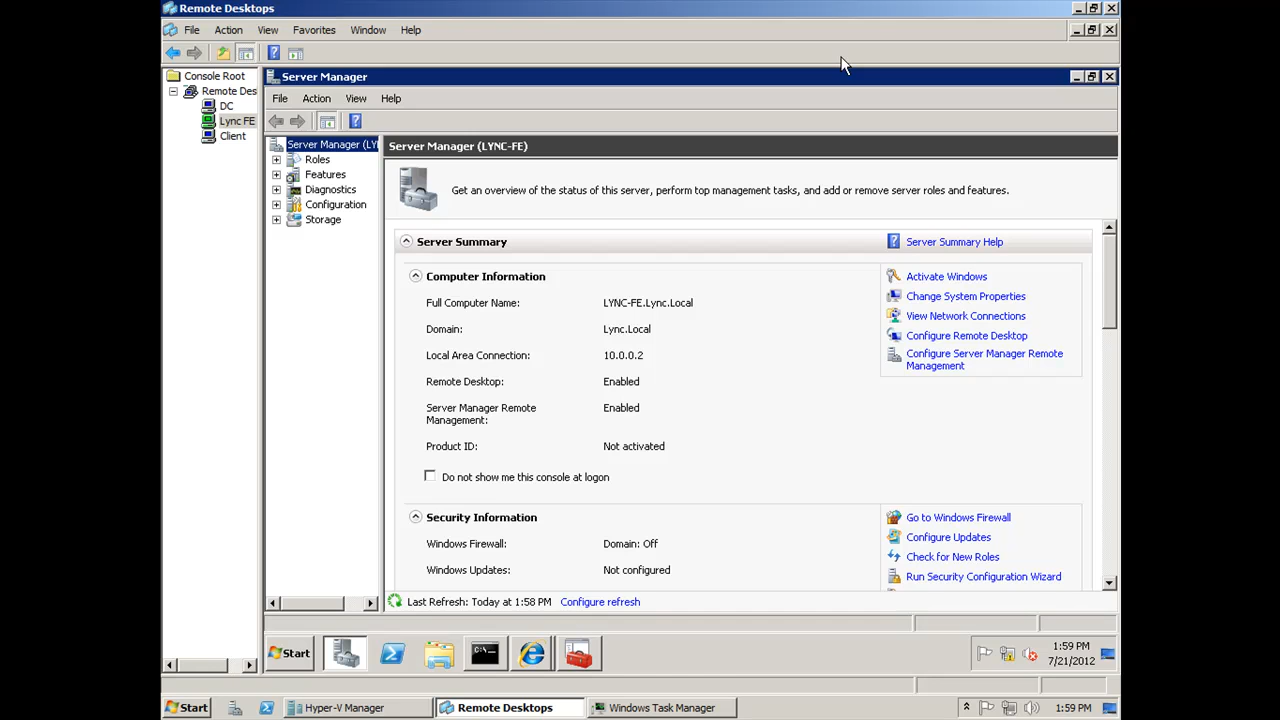 Remote Desktops
File Action View Favorites Window Help
Console Root
Remote Des
DC
Lync FE
Client
Server Manager
File Action View Help
Server Manager (LY
Roles
Features
Diagnostics
Configuration
Storage
Server Manager (LYNC-FE)
Get an overview of the status of this server, perform top management tasks, and add or remove server roles and features.
Server Summary
Server Summary Help
Computer Information
Full Computer Name: LYNC-FE.Lync.Local
Domain: Lync.Local
Local Area Connection: 10.0.0.2
Remote Desktop: Enabled
Server Manager Remote
Management:
Enabled
Product ID: Not activated
Do not show me this console at logon
Activate Windows
Change System Properties
View Network Connections
Configure Remote Desktop
Configure Server Manager Remote
Management
Security Information
Windows Firewall: Domain: Off
Windows Updates: Not configured
Go to Windows Firewall
Configure Updates
Check for New Roles
Run Security Configuration Wizard
Last Refresh: Today at 1:58 PM Configure refresh
Start
1:59 PM
7/21/2012
Start Hyper-V Manager Remote Desktops Windows Task Manager 1:59 PM